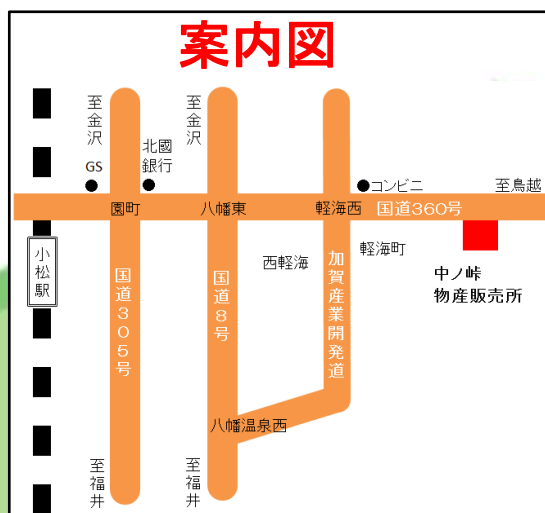 案内図
至金沢
至金沢
北國
銀行
GS
コンビニ
至鳥越
園町
八幡東
軽海西
国道360号
小松駅
国道305号
国道8号
西軽海
加賀産業開発道
軽海町
中ノ峠
物産販売所
八幡温泉西
至福井
至福井